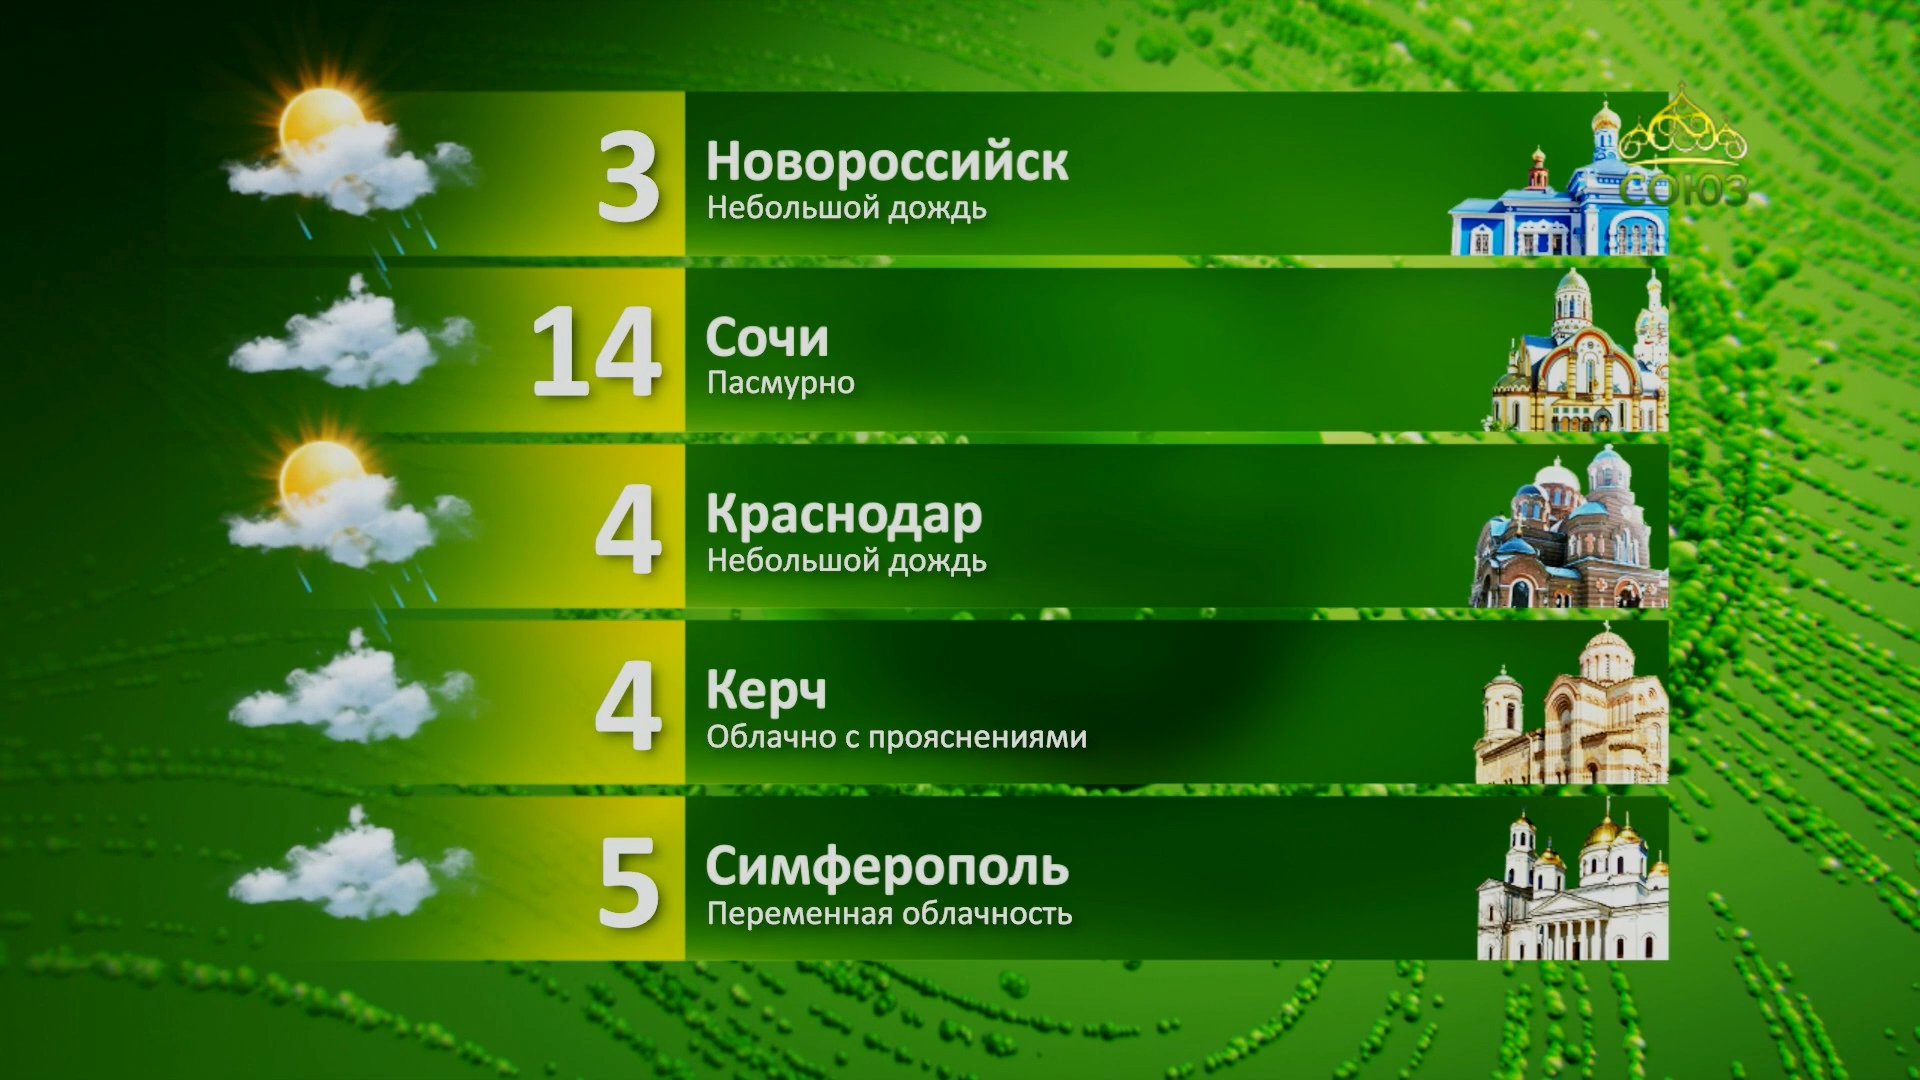 3
Новороссийск
Небольшой дождь
СОЮЗ
14
Сочи
Пасмурно
4
Краснодар
Небольшой дождь
4
Керч
Облачно с прояснениями
5
Симферополь
Переменная облачность